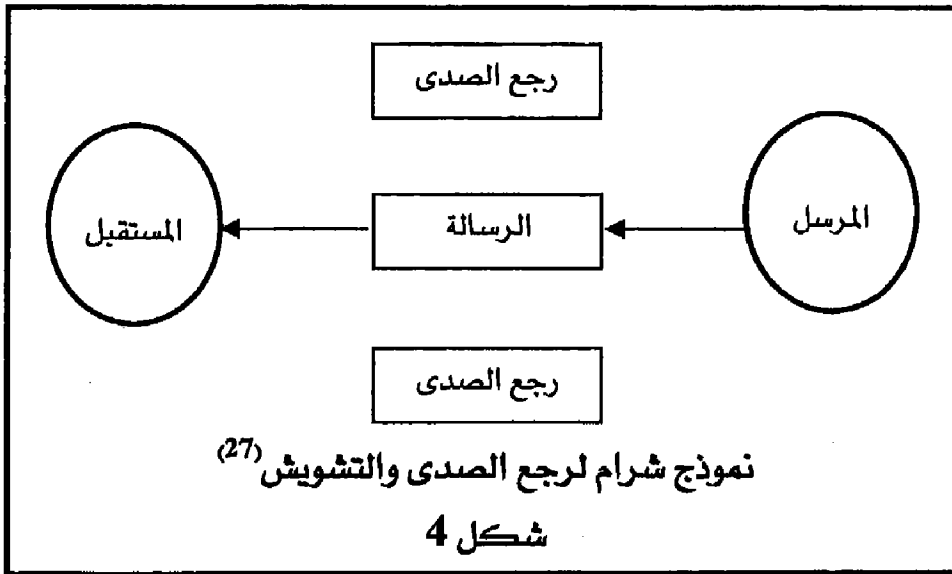 رجع الصدى
المرسل
الرسالة
المستقبل
رجع الصدى
نموذج شرام لرجع الصدى والتشويش (27)
شكل 4